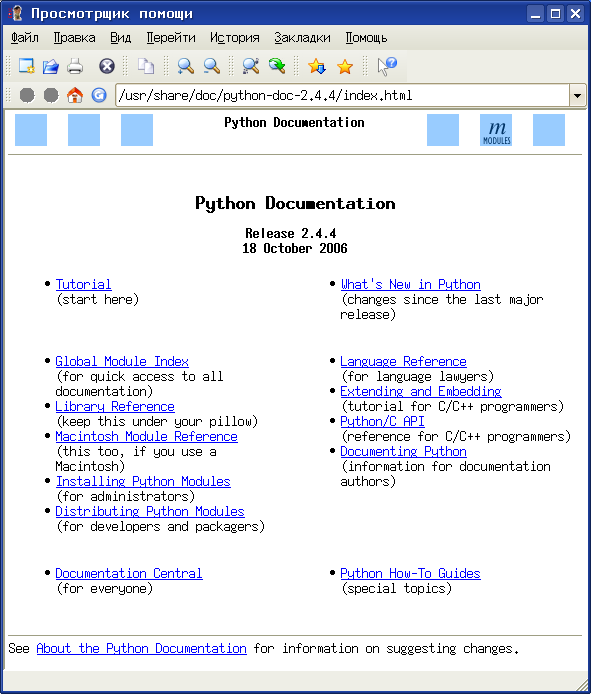 Просмотрщик помощи
Файл Правка Вид Перейти История Закладки Помощь
/usr/share/doc/python-doc-2.4.4/index.html
Python Documentation
m
MODULES
Python Documentation
Release 2.4.4
18 October 2006
• Tutorial
(start here)
• What's New in Python
(changes since the last major
release)
• Global Module Index
(for quick access to all
documentation)
• Library Reference
(keep this under your pillow)
• Macintosh Module Reference
(this too, if you use a
Macintosh)
• Installing Python Modules
(for administrators)
• Distributing Python Modules
(for developers and packagers)
• Language Reference
(for language lawyers)
• Extending and Embedding
(tutorial for C/C++ programmers)
• Python/C API
(reference for C/C++ programmers)
• Documenting Python
(information for documentation
authors)
• Documentation Central
(for everyone)
• Python How-To Guides
(special topics)
See About the Python Documentation for information on suggesting changes.